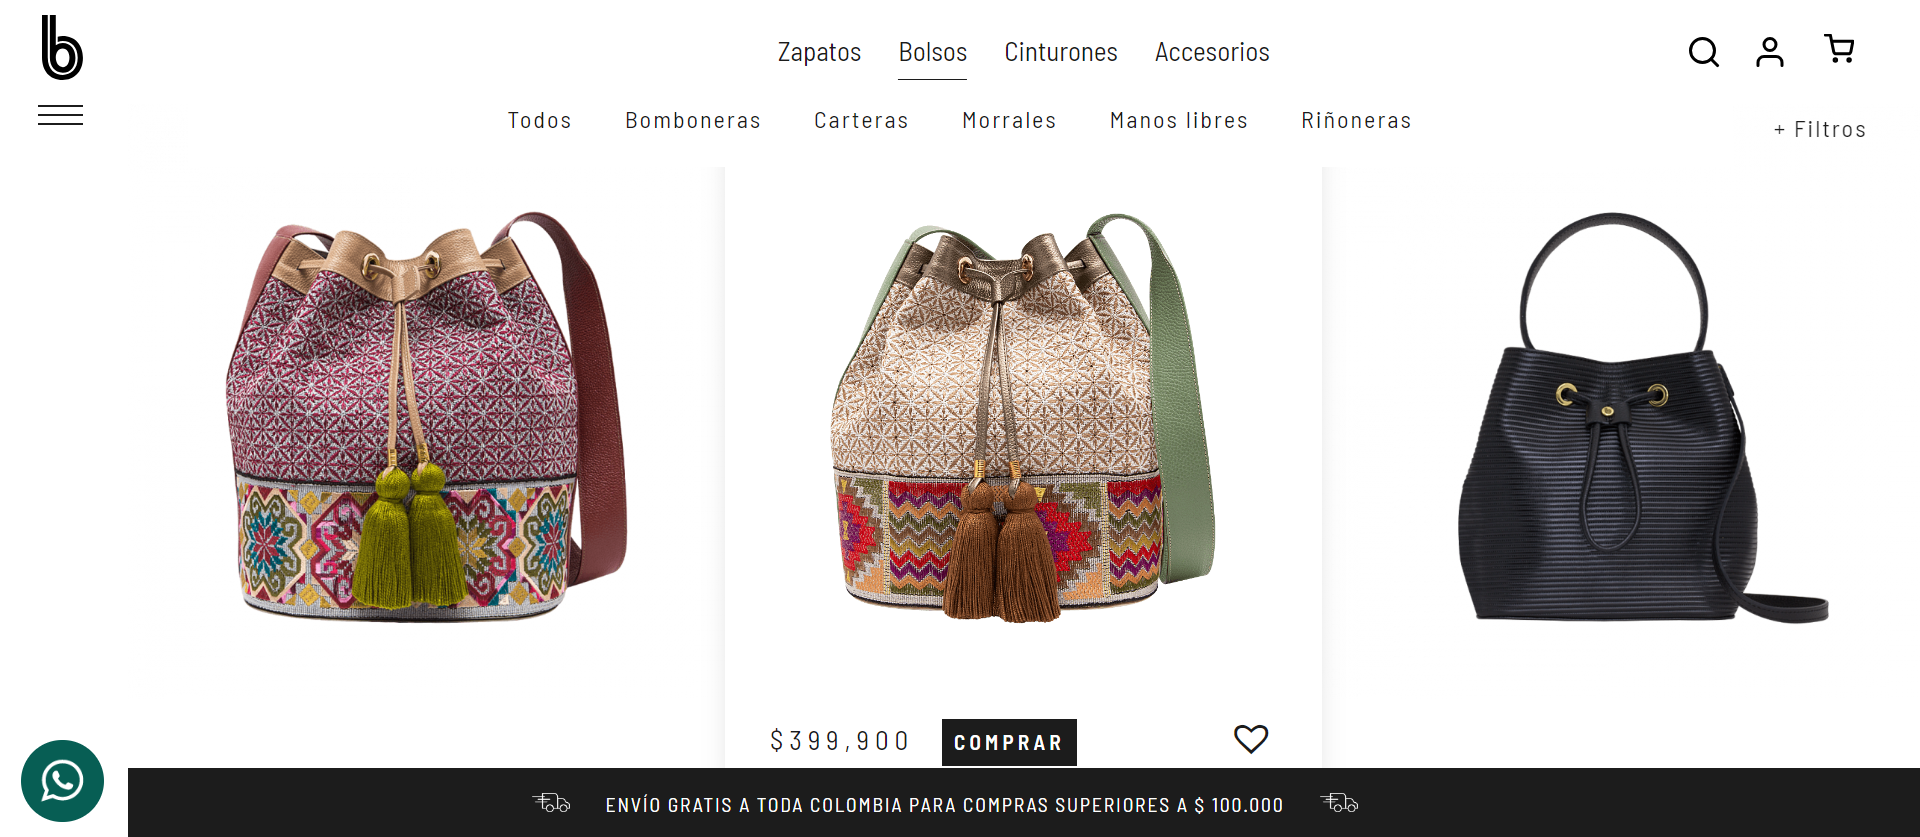 b
Zapatos Bolsos Cinturones Accesorios
Todos Bomboneras Carteras Morrales Manos libres Riñoneras
+ Filtros
$399,900 COMPRAR
ENVÍO GRATIS A TODA COLOMBIA PARA COMPRAS SUPERIORES A $ 100.000